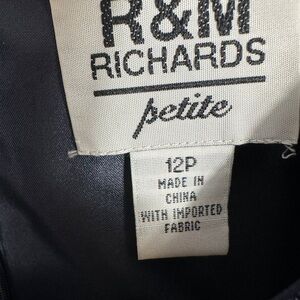 R&M
RICHARDS
petite
12P
MADE IN
CHINA
WITH IMPORTED
FABRIC